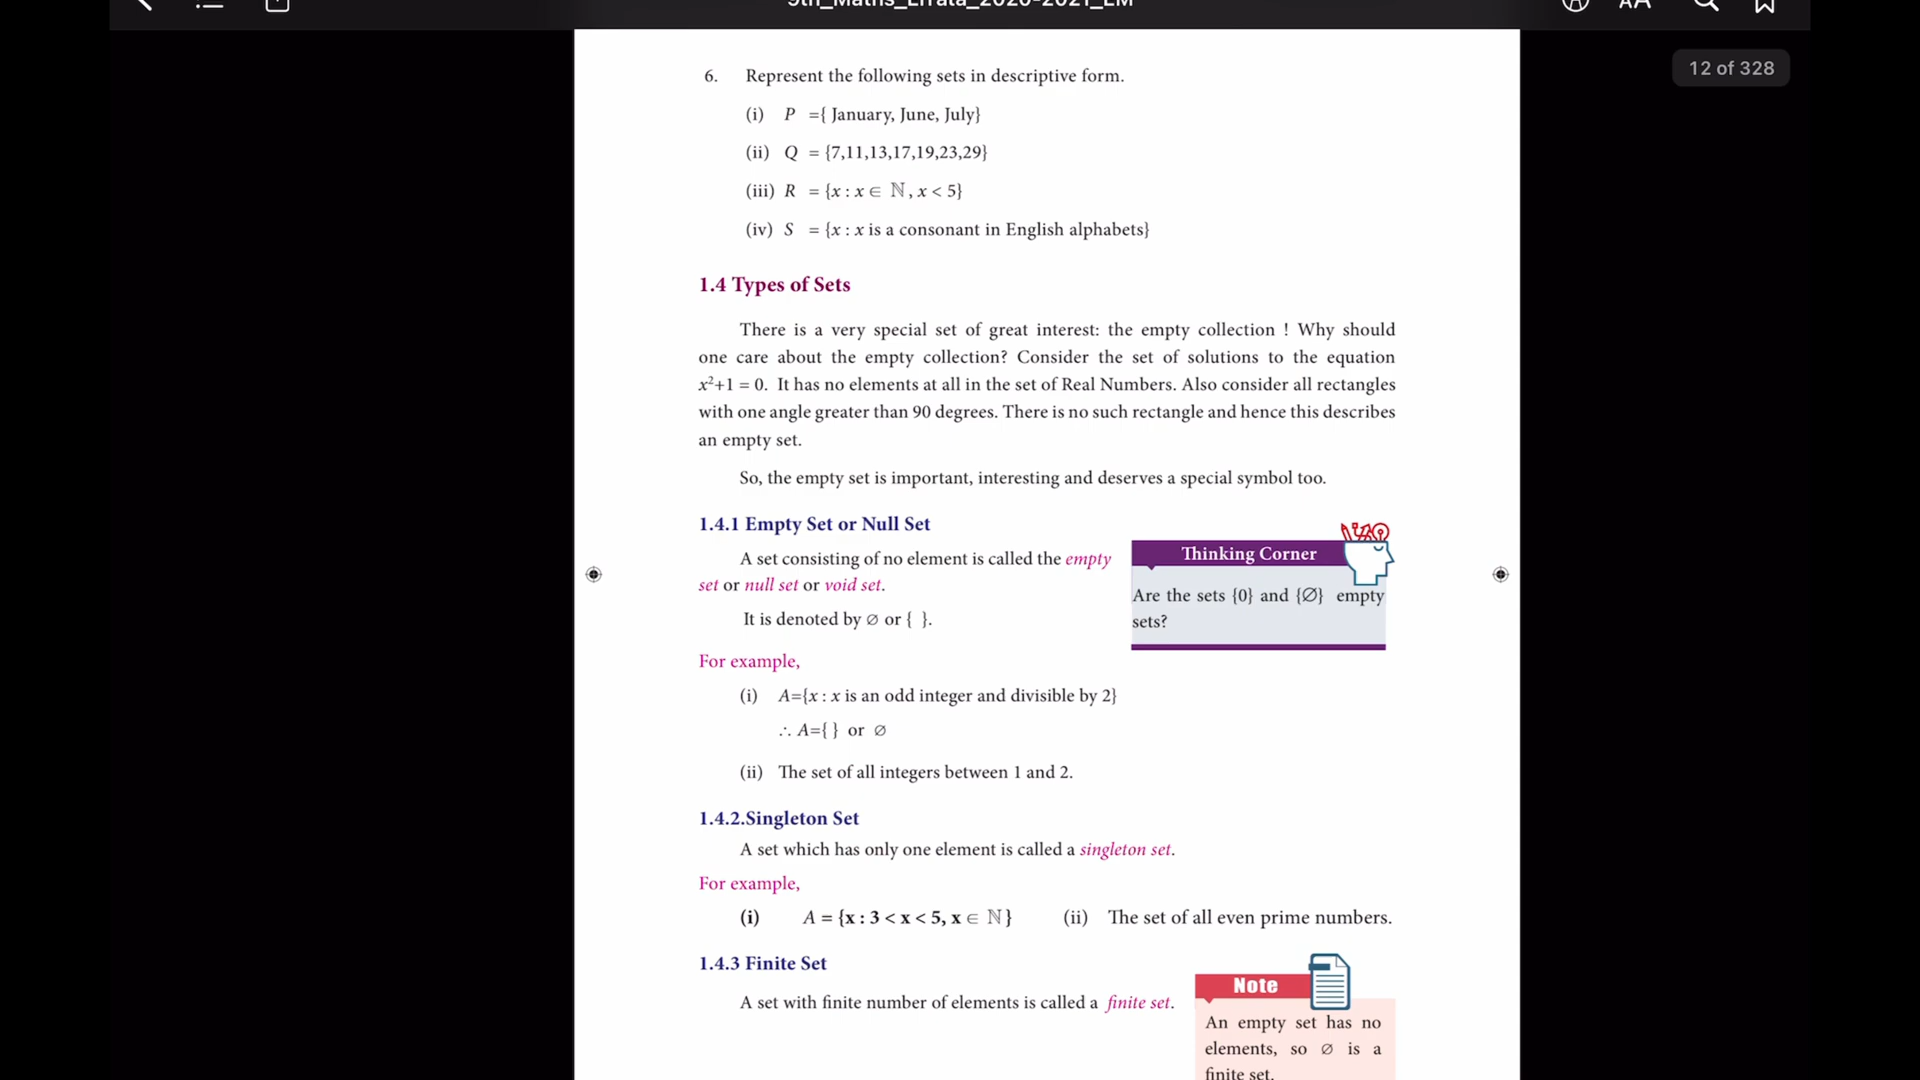 9th_Maths_Errata_2020-2021_EM
AA
12 of 328
6. Represent the following sets in descriptive form.
(i) P ={ January, June, July}
(ii) Q = {7,11,13,17,19,23,29}
(iii) R = {x : x ∈ ℕ, x < 5}
(iv) S = {x : x is a consonant in English alphabets}
1.4 Types of Sets
There is a very special set of great interest: the empty collection ! Why should
one care about the empty collection? Consider the set of solutions to the equation
x²+1 = 0. It has no elements at all in the set of Real Numbers. Also consider all rectangles
with one angle greater than 90 degrees. There is no such rectangle and hence this describes
an empty set.
So, the empty set is important, interesting and deserves a special symbol too.
1.4.1 Empty Set or Null Set
A set consisting of no element is called the empty
set or null set or void set.
It is denoted by ∅ or { }.
Thinking Corner
Are the sets {0} and {∅} empty
sets?
For example,
(i) A={x : x is an odd integer and divisible by 2}
∴ A={ } or ∅
(ii) The set of all integers between 1 and 2.
1.4.2.Singleton Set
A set which has only one element is called a singleton set.
For example,
(i) A = {x : 3 < x < 5, x ∈ ℕ} (ii) The set of all even prime numbers.
1.4.3 Finite Set
A set with finite number of elements is called a finite set.
Note
An empty set has no
elements, so ∅ is a
finite set.